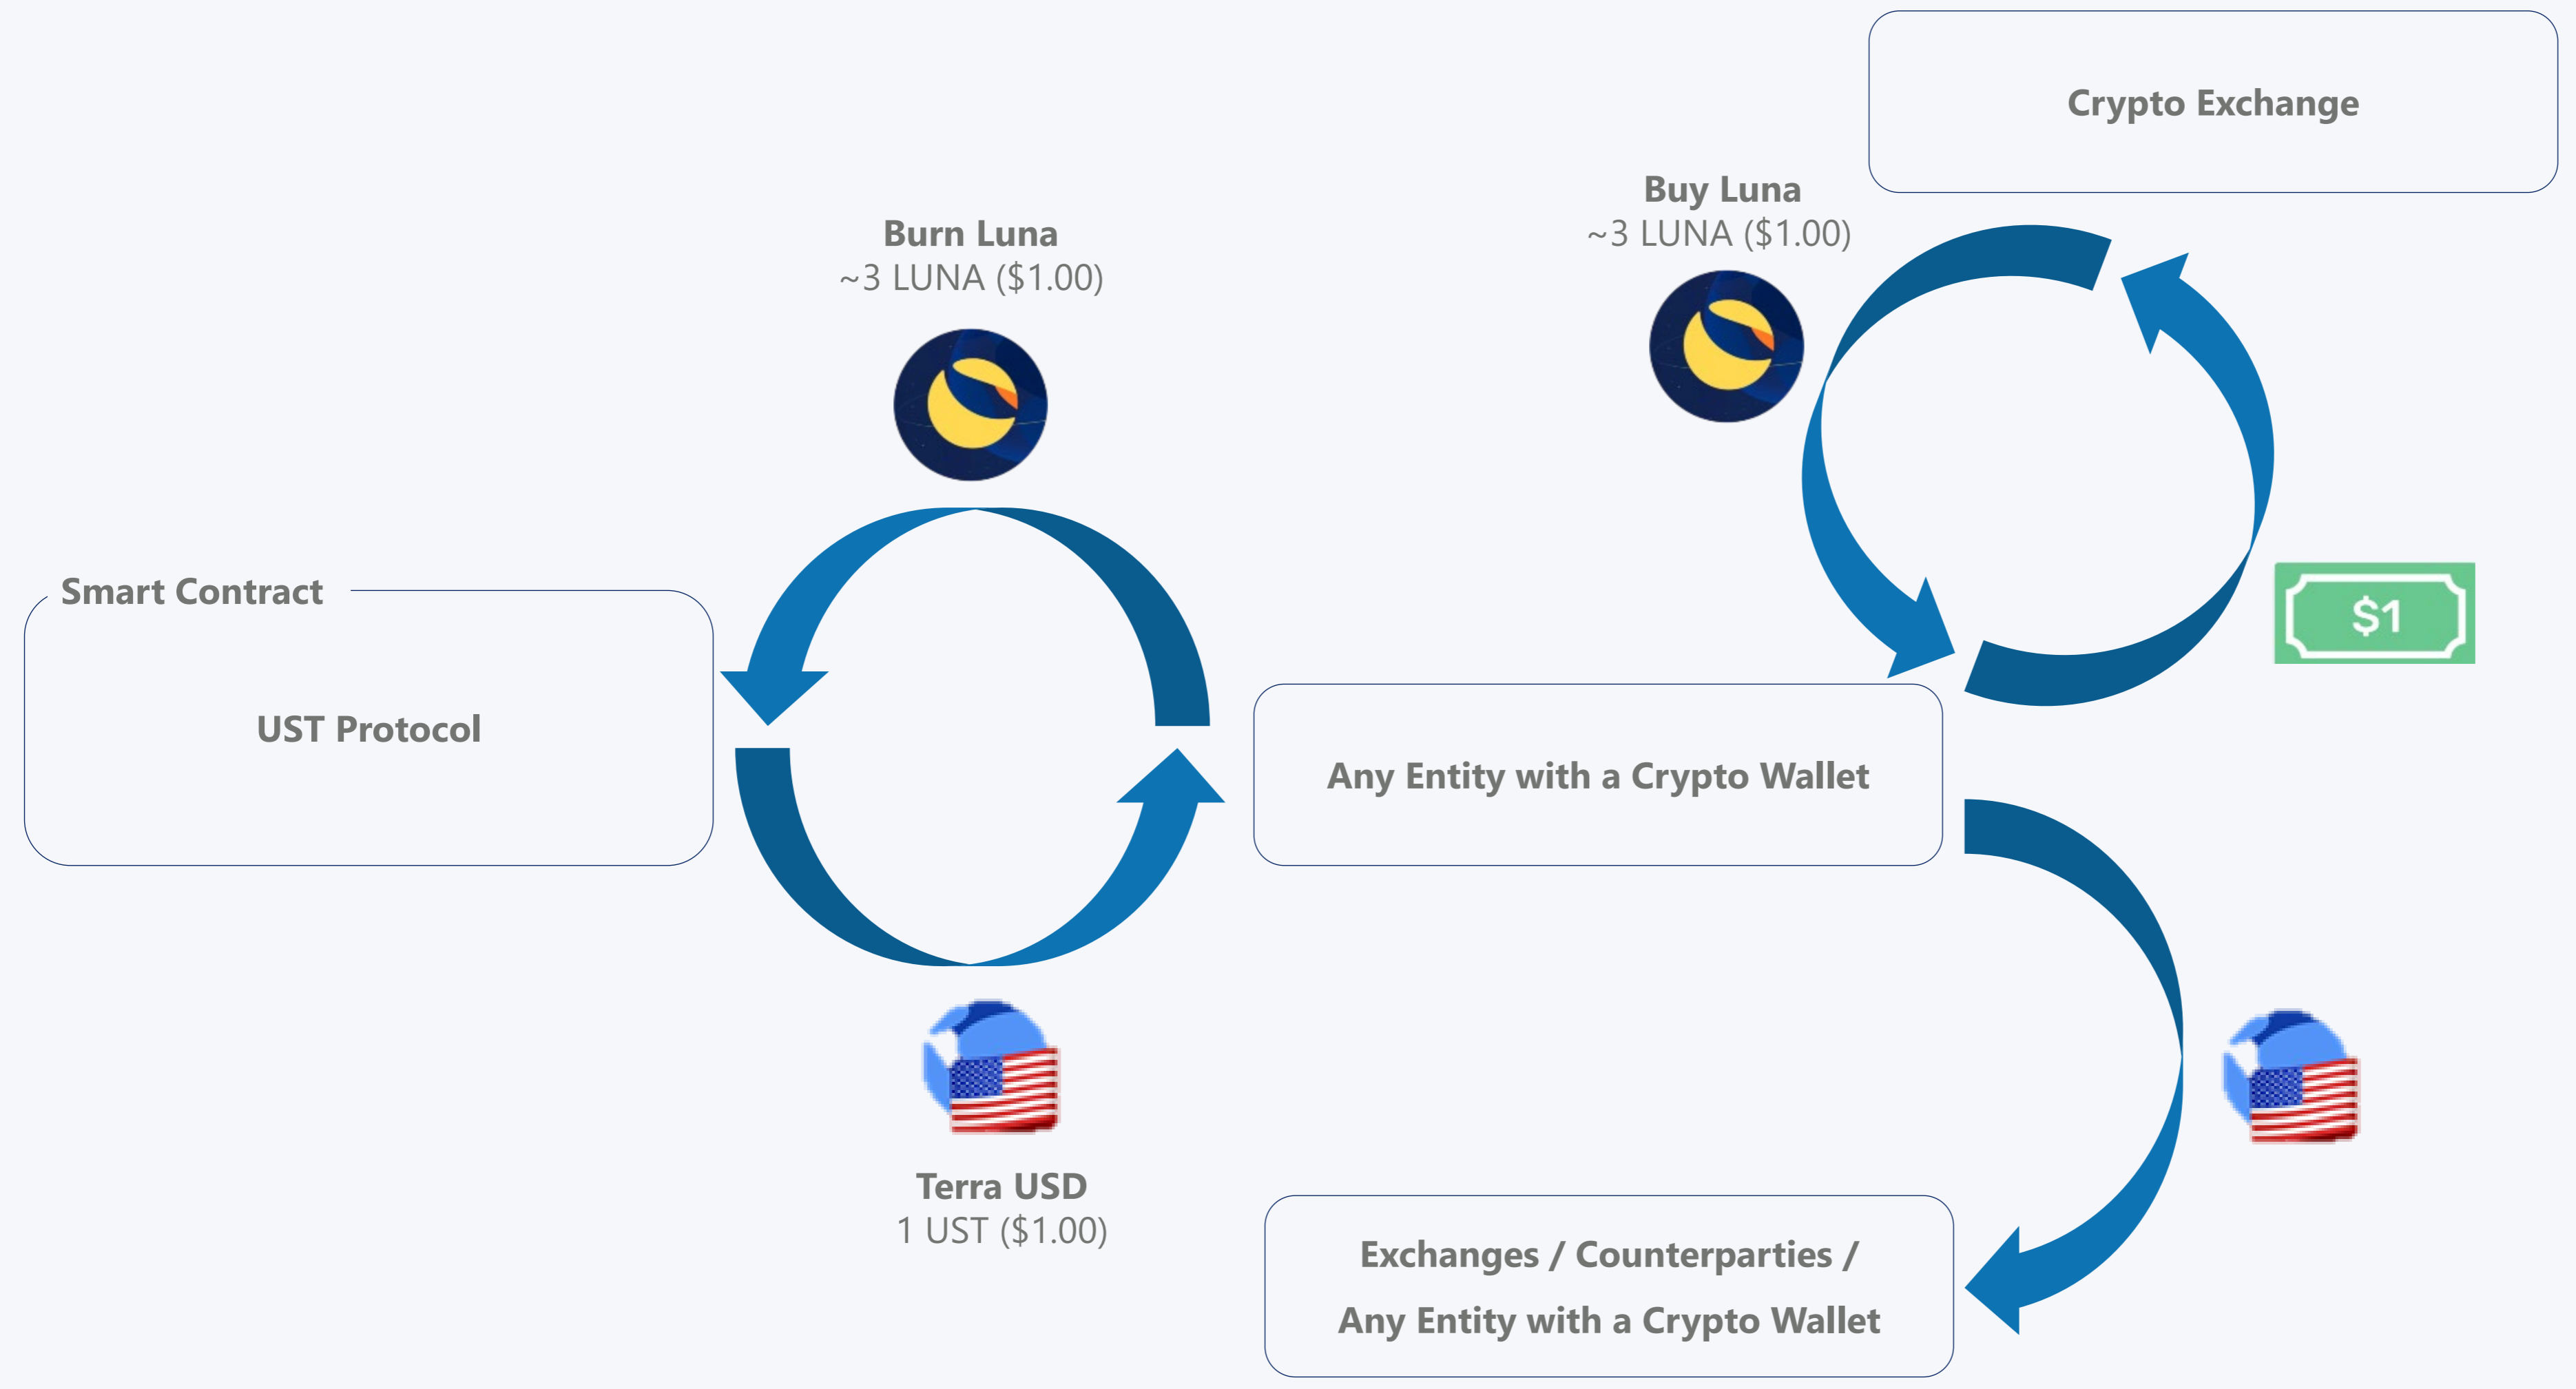 Crypto Exchange
Buy Luna
~3 LUNA ($1.00)
Burn Luna
~3 LUNA ($1.00)
Smart Contract
$1
UST Protocol
Any Entity with a Crypto Wallet
Terra USD
1 UST ($1.00)
Exchanges / Counterparties /
Any Entity with a Crypto Wallet